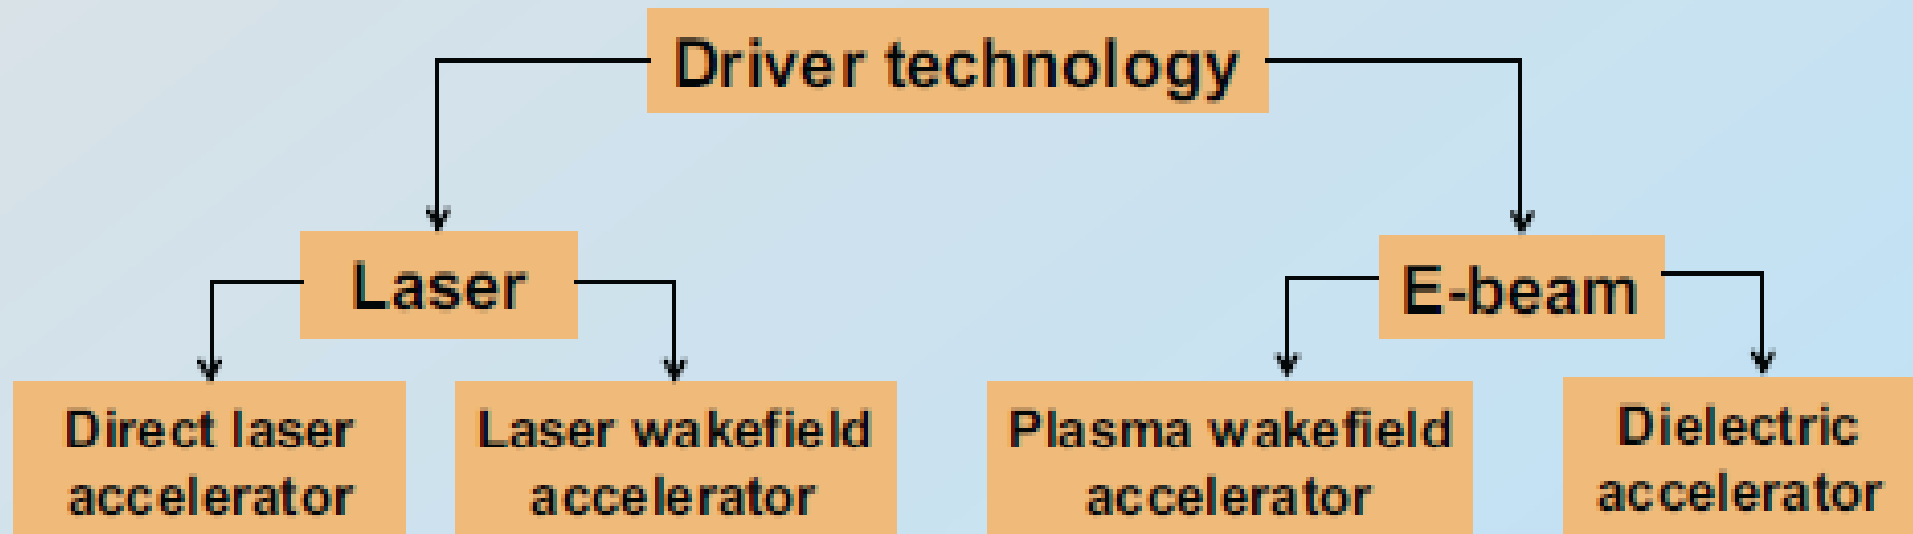 Driver technology
Laser
E-beam
Direct laser
accelerator
Laser wakefield
accelerator
Plasma wakefield
accelerator
Dielectric
accelerator